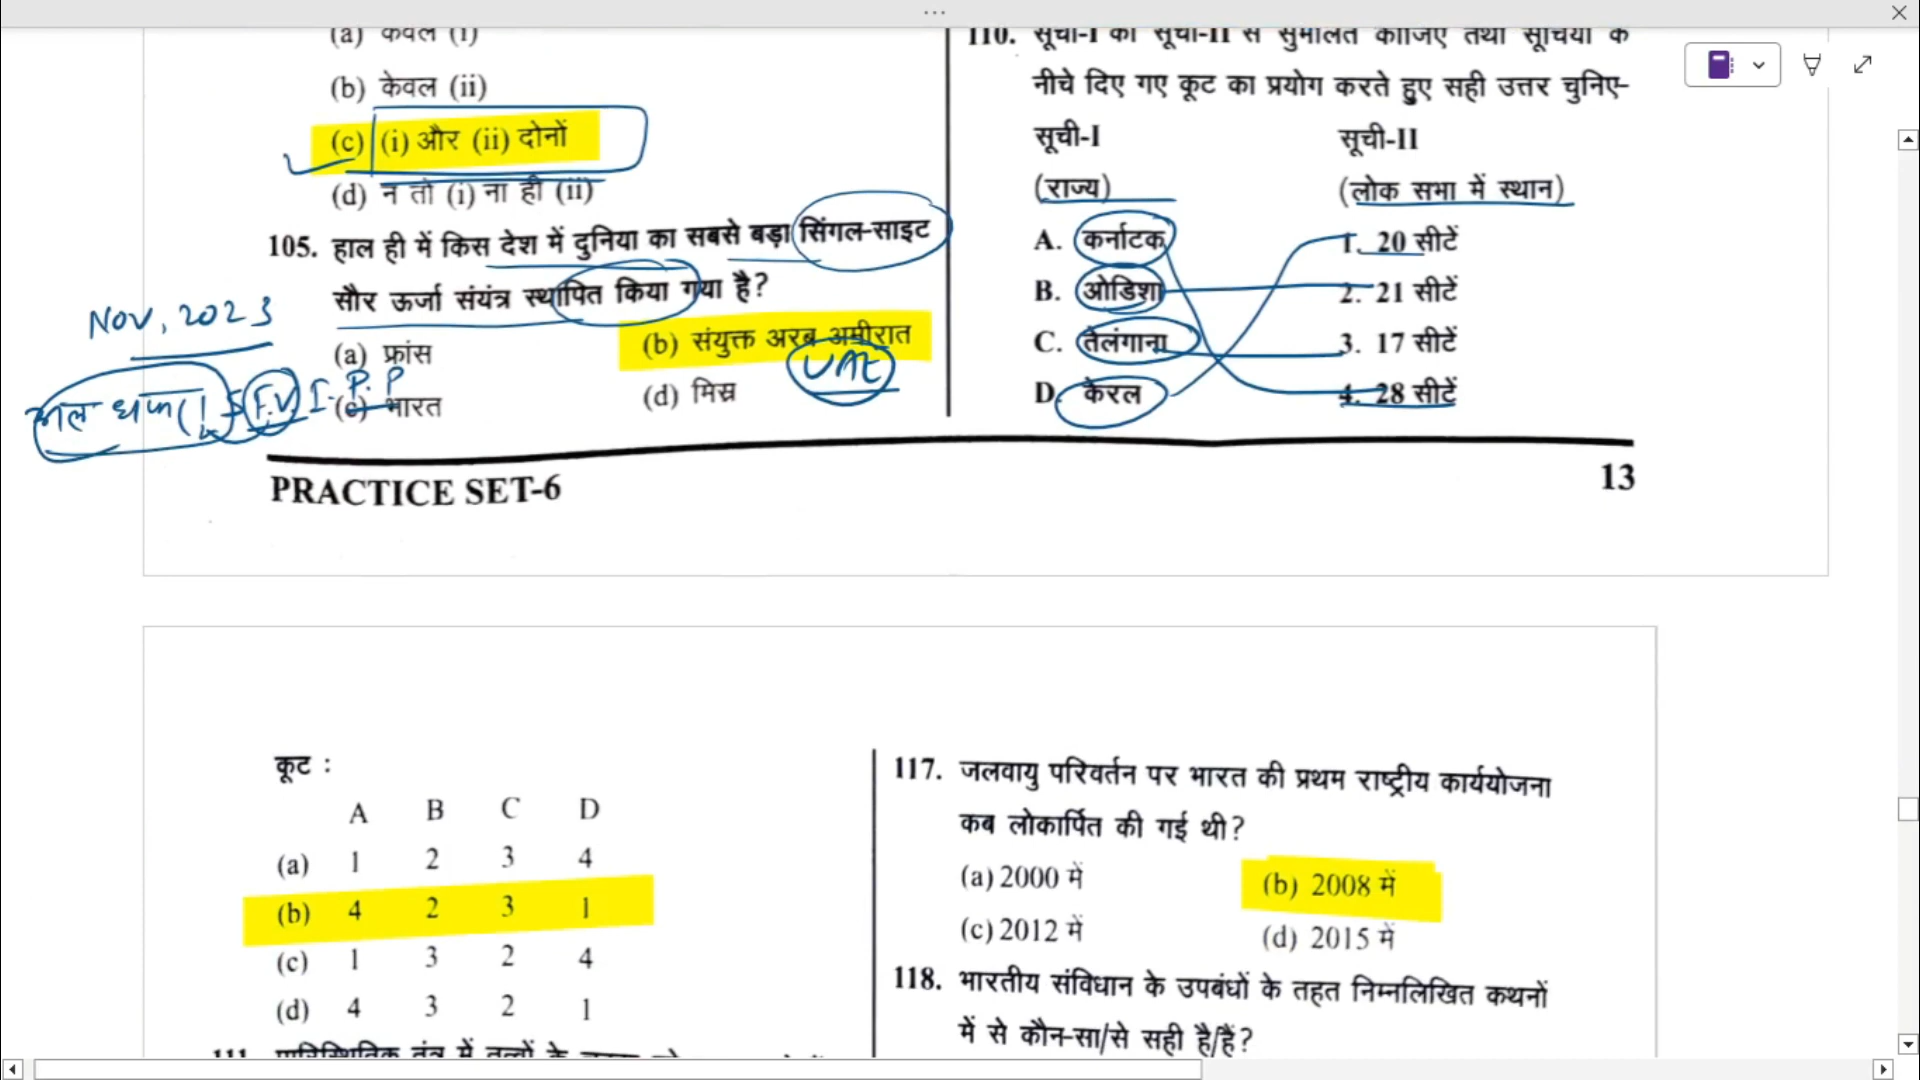 (a) केवल (i)
(b) केवल (ii)
(c) (i) और (ii) दोनों
(d) न तो (i) ना ही (ii)
105. हाल ही में किस देश में दुनिया का सबसे बड़ा सिंगल-साइट
सौर ऊर्जा संयंत्र स्थापित किया गया है?
Nov, 2023
(a) फ्रांस
(b) संयुक्त अरब अमीरात
UAE
P. P
F.V. I.
(c) भारत
(d) मिस्र
110. सूची-I को सूची-II से सुमेलित कीजिए तथा सूचियों के
नीचे दिए गए कूट का प्रयोग करते हुए सही उत्तर चुनिए-
सूची-I सूची-II
(राज्य) (लोक सभा में स्थान)
A. कर्नाटक 1. 20 सीटें
B. ओडिशा 2. 21 सीटें
C. तेलंगाना 3. 17 सीटें
D. केरल 4. 28 सीटें
PRACTICE SET-6 13
कूट :
A B C D
(a) 1 2 3 4
(b) 4 2 3 1
(c) 1 3 2 4
(d) 4 3 2 1
111. पारिस्थितिक तंत्र में तत्वों के
117. जलवायु परिवर्तन पर भारत की प्रथम राष्ट्रीय कार्ययोजना
कब लोकार्पित की गई थी?
(a) 2000 में (b) 2008 में
(c) 2012 में (d) 2015 में
118. भारतीय संविधान के उपबंधों के तहत निम्नलिखित कथनों
में से कौन-सा/से सही है/हैं?